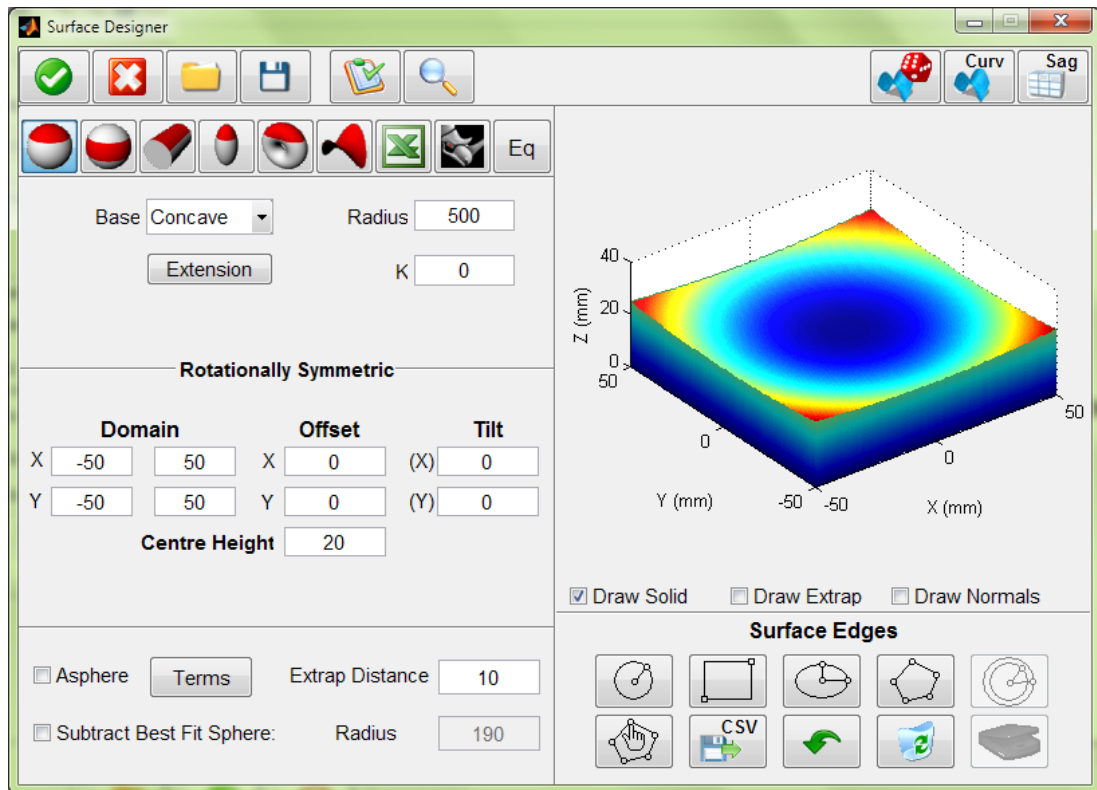 Surface Designer
Curv
Sag
Eq
Base Concave
Radius 500
Extension
K 0
Rotationally Symmetric
Domain Offset Tilt
X -50 50 X 0 (X) 0
Y -50 50 Y 0 (Y) 0
Centre Height 20
Asphere Terms Extrap Distance 10
Subtract Best Fit Sphere: Radius 190
40
20
0
Z (mm)
50
0
-50
Y (mm)
-50
0
50
X (mm)
Draw Solid Draw Extrap Draw Normals
Surface Edges
CSV